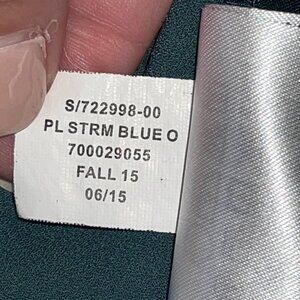 S/722998-00
PL STRM BLUE O
700029055
FALL 15
06/15